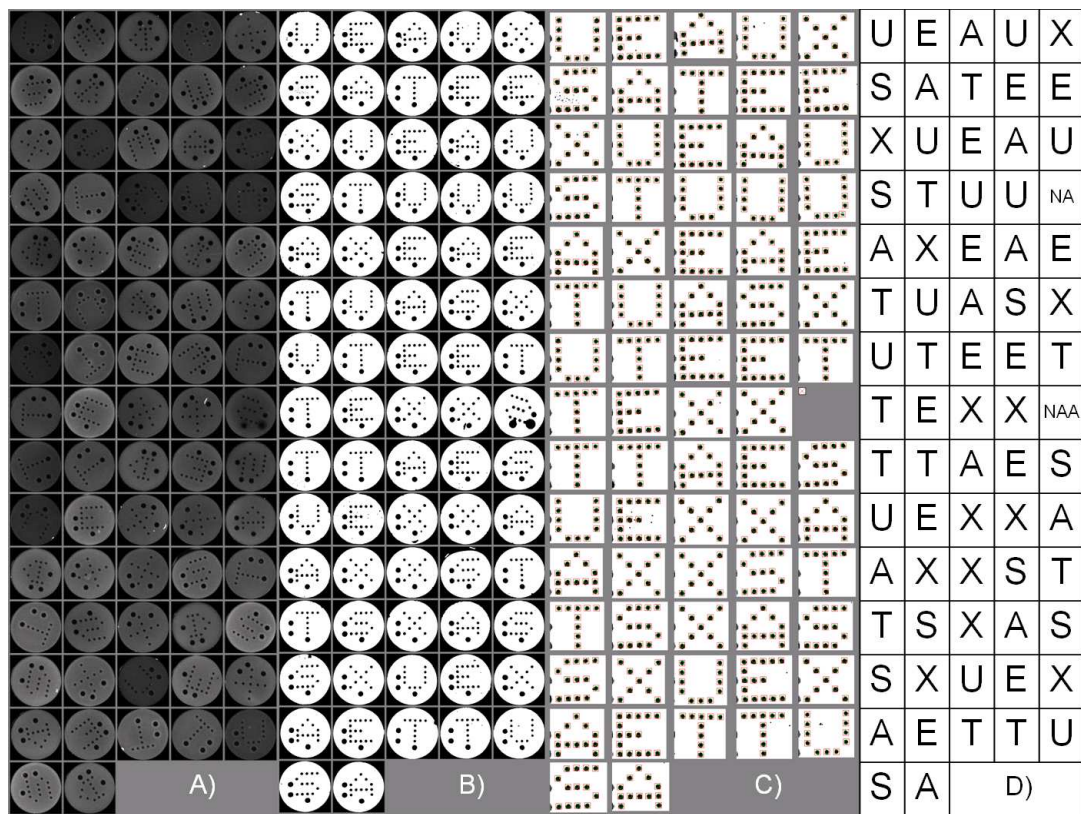 U E A U X
S A T E E
X U E A U
S T U U NA
A X E A E
T U A S X
U T E E T
T E X X NAA
T T A E S
U E X X A
A X X S T
T S X A S
S X U E X
A E T T U
A) B) C) S A D)